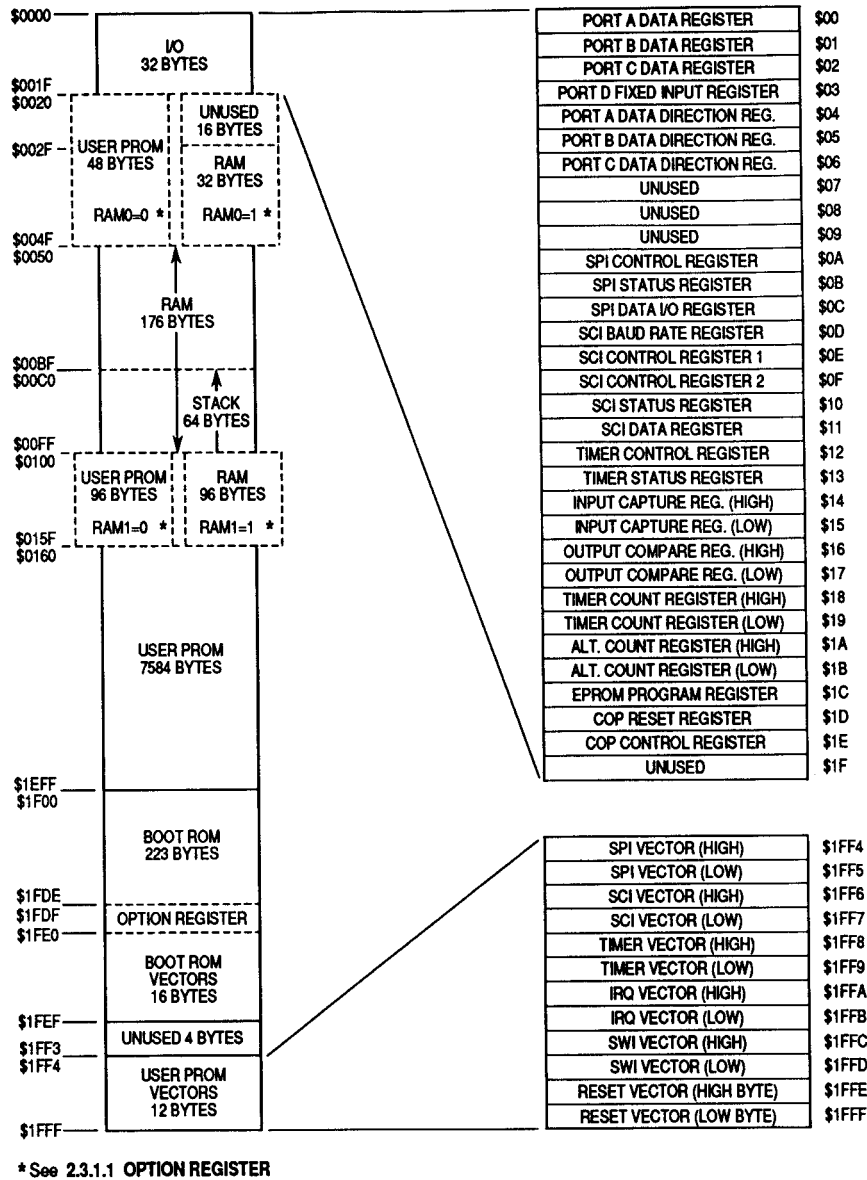 $0000
I/O
32 BYTES
$001F
$0020
USER PROM
48 BYTES
RAM0=0 *
UNUSED
16 BYTES
$002F
RAM
32 BYTES
RAM0=1 *
$004F
$0050
RAM
176 BYTES
$00BF
$00C0
STACK
64 BYTES
$00FF
$0100
USER PROM
96 BYTES
RAM1=0 *
RAM
96 BYTES
RAM1=1 *
$015F
$0160
USER PROM
7584 BYTES
$1EFF
$1F00
BOOT ROM
223 BYTES
$1FDE
$1FDF
OPTION REGISTER
$1FE0
BOOT ROM
VECTORS
16 BYTES
$1FEF
UNUSED 4 BYTES
$1FF3
$1FF4
USER PROM
VECTORS
12 BYTES
$1FFF
PORT A DATA REGISTER $00
PORT B DATA REGISTER $01
PORT C DATA REGISTER $02
PORT D FIXED INPUT REGISTER $03
PORT A DATA DIRECTION REG. $04
PORT B DATA DIRECTION REG. $05
PORT C DATA DIRECTION REG. $06
UNUSED $07
UNUSED $08
UNUSED $09
SPI CONTROL REGISTER $0A
SPI STATUS REGISTER $0B
SPI DATA I/O REGISTER $0C
SCI BAUD RATE REGISTER $0D
SCI CONTROL REGISTER 1 $0E
SCI CONTROL REGISTER 2 $0F
SCI STATUS REGISTER $10
SCI DATA REGISTER $11
TIMER CONTROL REGISTER $12
TIMER STATUS REGISTER $13
INPUT CAPTURE REG. (HIGH) $14
INPUT CAPTURE REG. (LOW) $15
OUTPUT COMPARE REG. (HIGH) $16
OUTPUT COMPARE REG. (LOW) $17
TIMER COUNT REGISTER (HIGH) $18
TIMER COUNT REGISTER (LOW) $19
ALT. COUNT REGISTER (HIGH) $1A
ALT. COUNT REGISTER (LOW) $1B
EPROM PROGRAM REGISTER $1C
COP RESET REGISTER $1D
COP CONTROL REGISTER $1E
UNUSED $1F
SPI VECTOR (HIGH) $1FF4
SPI VECTOR (LOW) $1FF5
SCI VECTOR (HIGH) $1FF6
SCI VECTOR (LOW) $1FF7
TIMER VECTOR (HIGH) $1FF8
TIMER VECTOR (LOW) $1FF9
IRQ VECTOR (HIGH) $1FFA
IRQ VECTOR (LOW) $1FFB
SWI VECTOR (HIGH) $1FFC
SWI VECTOR (LOW) $1FFD
RESET VECTOR (HIGH BYTE) $1FFE
RESET VECTOR (LOW BYTE) $1FFF
* See 2.3.1.1 OPTION REGISTER